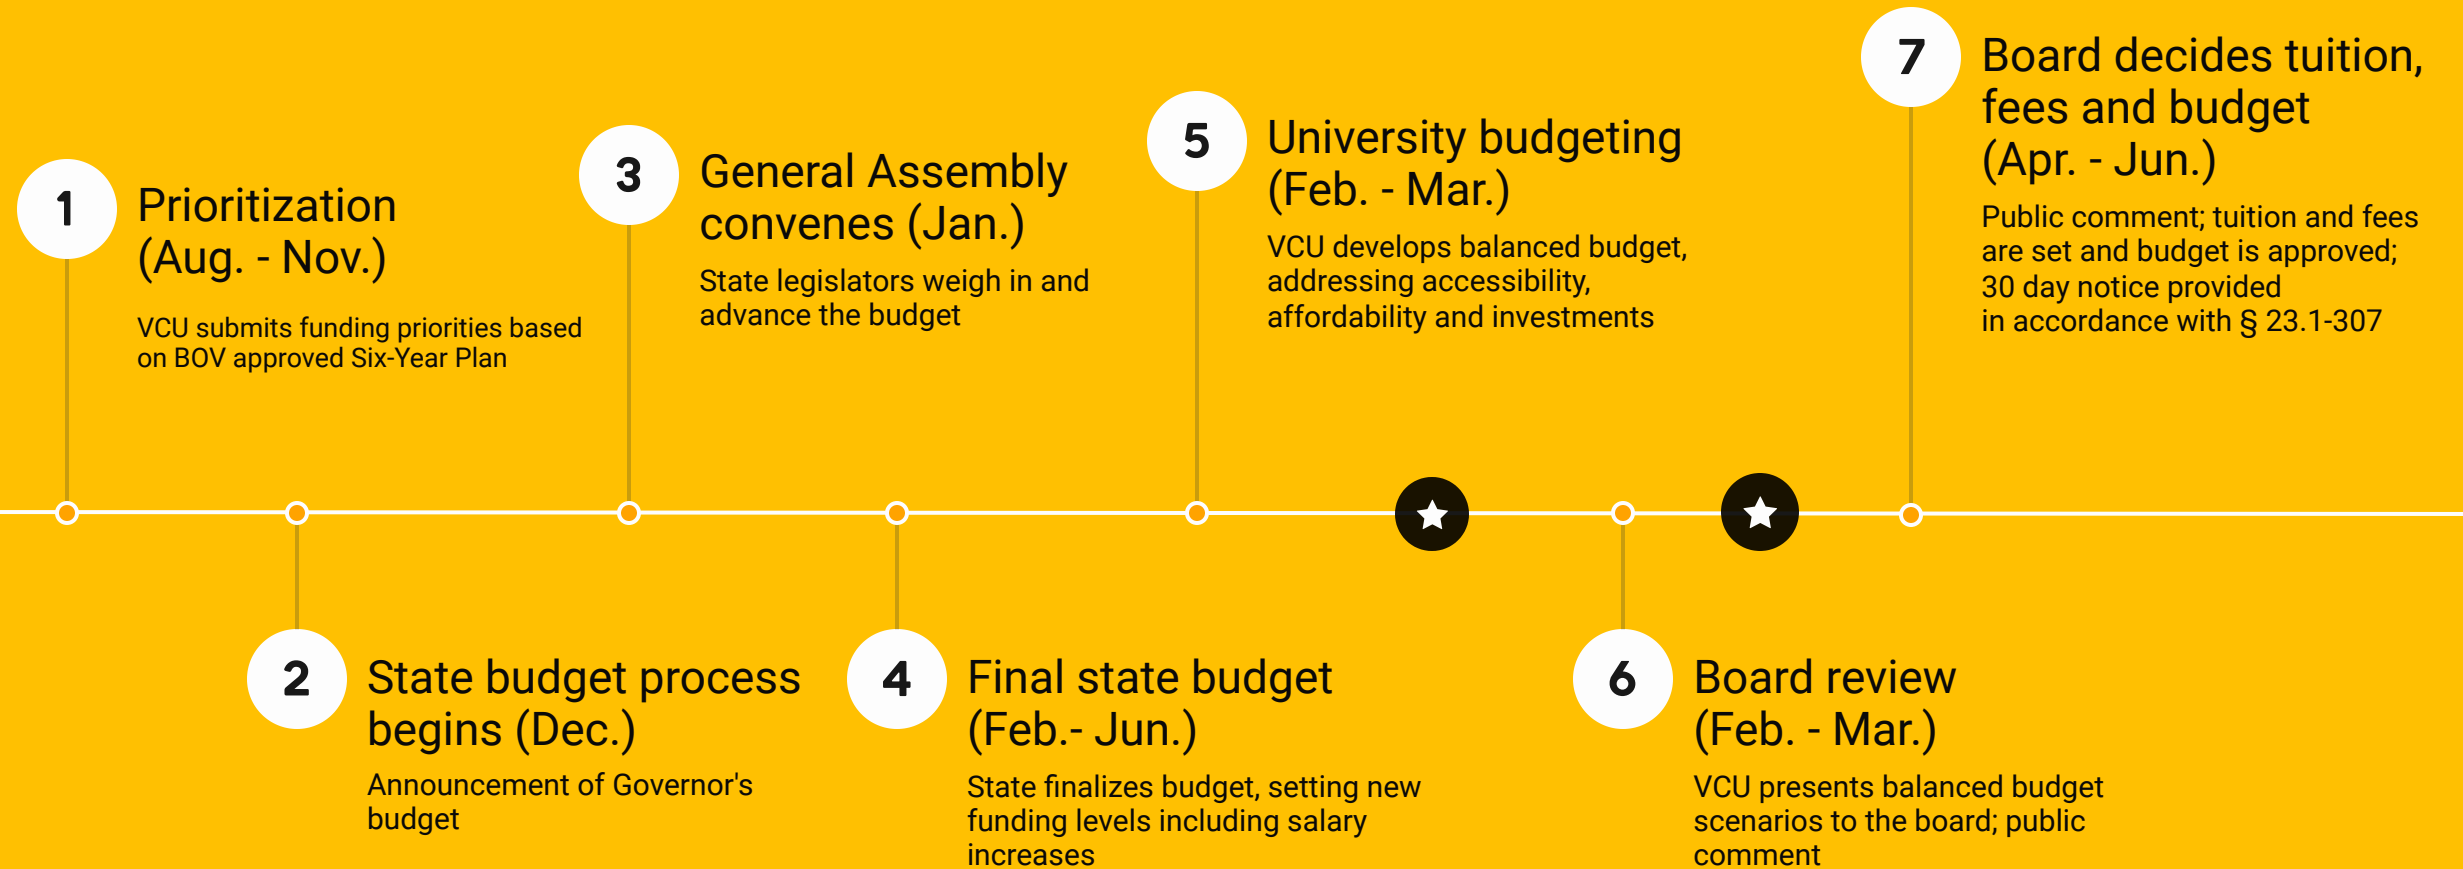 1
Prioritization
(Aug. - Nov.)
VCU submits funding priorities based
on BOV approved Six-Year Plan
2
State budget process
begins (Dec.)
Announcement of Governor's
budget
3
General Assembly
convenes (Jan.)
State legislators weigh in and
advance the budget
4
Final state budget
(Feb.- Jun.)
State finalizes budget, setting new
funding levels including salary
increases
5
University budgeting
(Feb. - Mar.)
VCU develops balanced budget,
addressing accessibility,
affordability and investments
6
Board review
(Feb. - Mar.)
VCU presents balanced budget
scenarios to the board; public
comment
7
Board decides tuition,
fees and budget
(Apr. - Jun.)
Public comment; tuition and fees
are set and budget is approved;
30 day notice provided
in accordance with § 23.1-307